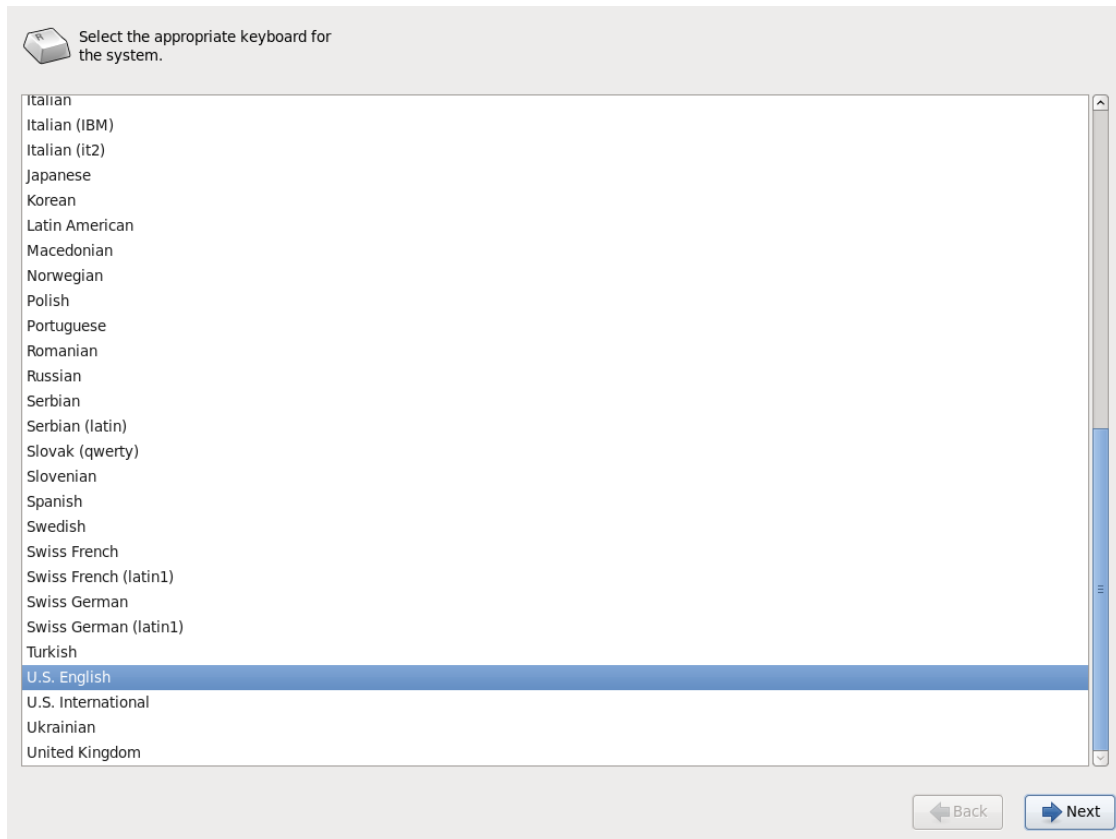 R
Select the appropriate keyboard for
the system.
Italian
Italian (IBM)
Italian (it2)
Japanese
Korean
Latin American
Macedonian
Norwegian
Polish
Portuguese
Romanian
Russian
Serbian
Serbian (latin)
Slovak (qwerty)
Slovenian
Spanish
Swedish
Swiss French
Swiss French (latin1)
Swiss German
Swiss German (latin1)
Turkish
U.S. English
U.S. International
Ukrainian
United Kingdom
Back
Next